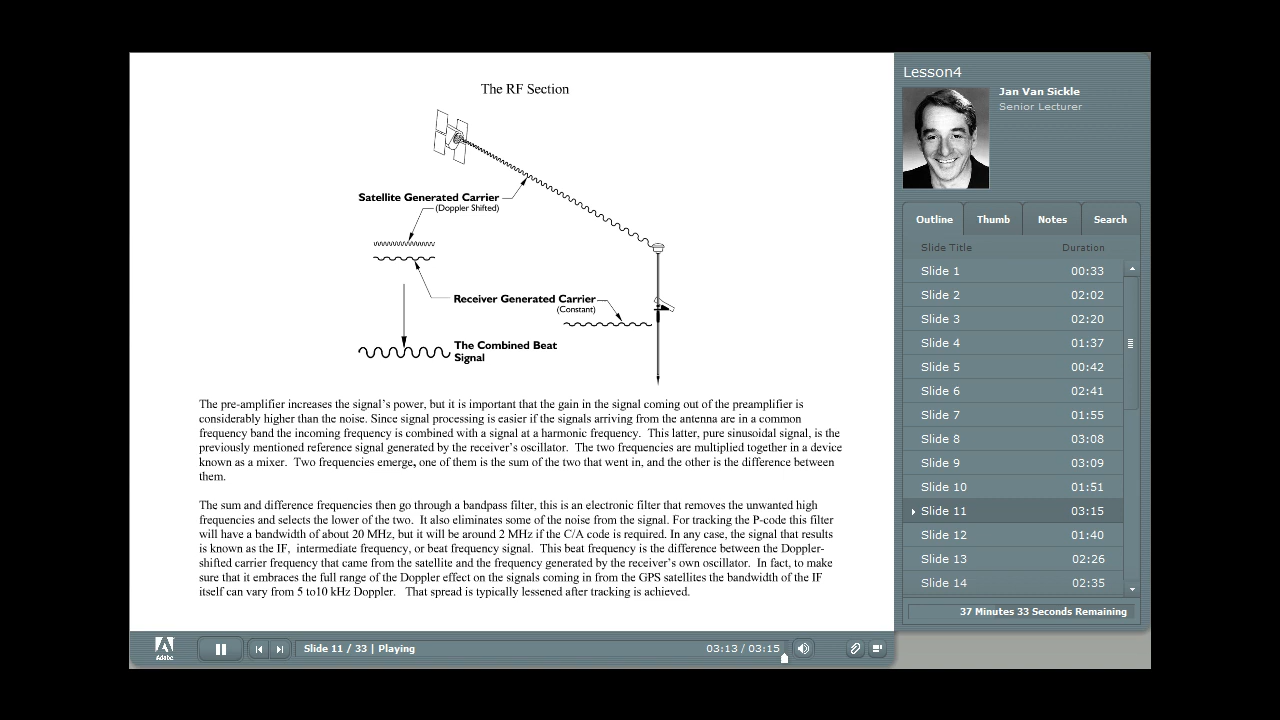 The RF Section
Satellite Generated Carrier
(Doppler Shifted)
Receiver Generated Carrier
(Constant)
The Combined Beat
Signal
The pre-amplifier increases the signal's power, but it is important that the gain in the signal coming out of the preamplifier is
considerably higher than the noise. Since signal processing is easier if the signals arriving from the antenna are in a common
frequency band the incoming frequency is combined with a signal at a harmonic frequency. This latter, pure sinusoidal signal, is the
previously mentioned reference signal generated by the receiver's oscillator. The two frequencies are multiplied together in a device
known as a mixer. Two frequencies emerge, one of them is the sum of the two that went in, and the other is the difference between
them.
The sum and difference frequencies then go through a bandpass filter, this is an electronic filter that removes the unwanted high
frequencies and selects the lower of the two. It also eliminates some of the noise from the signal. For tracking the P-code this filter
will have a bandwidth of about 20 MHz, but it will be around 2 MHz if the C/A code is required. In any case, the signal that results
is known as the IF, intermediate frequency, or beat frequency signal. This beat frequency is the difference between the Doppler-
shifted carrier frequency that came from the satellite and the frequency generated by the receiver's own oscillator. In fact, to make
sure that it embraces the full range of the Doppler effect on the signals coming in from the GPS satellites the bandwidth of the IF
itself can vary from 5 to10 kHz Doppler. That spread is typically lessened after tracking is achieved.
Adobe
Slide 11 / 33 | Playing
03:13 / 03:15
Lesson4
Jan Van Sickle
Senior Lecturer
Outline Thumb Notes Search
Slide Title Duration
Slide 1 00:33
Slide 2 02:02
Slide 3 02:20
Slide 4 01:37
Slide 5 00:42
Slide 6 02:41
Slide 7 01:55
Slide 8 03:08
Slide 9 03:09
Slide 10 01:51
Slide 11 03:15
Slide 12 01:40
Slide 13 02:26
Slide 14 02:35
37 Minutes 33 Seconds Remaining